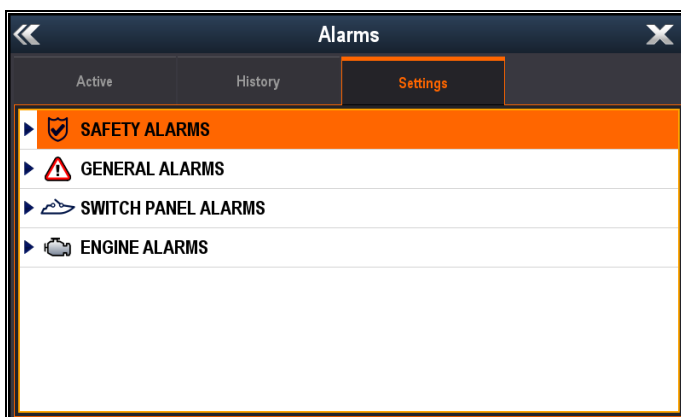 Alarms
Active History Settings
SAFETY ALARMS
GENERAL ALARMS
SWITCH PANEL ALARMS
ENGINE ALARMS